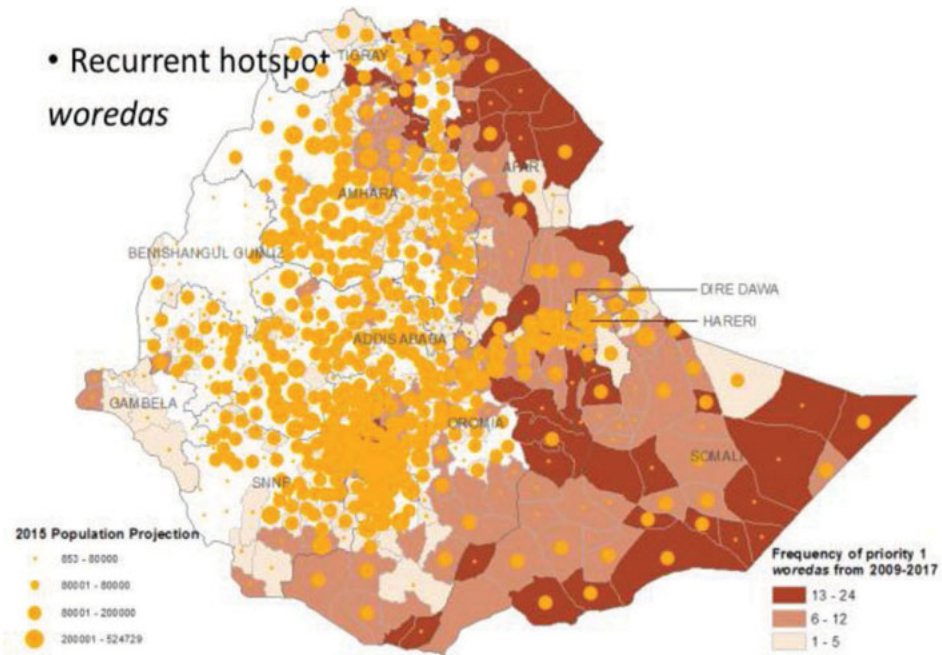 • Recurrent hotspot
woredas
TIGRAY
AFAR
AMHARA
BENISHANGUL GUMUZ
DIRE DAWA
HARERI
ADDIS ABABA
GAMBELA
OROMIA
SOMALI
SNNP
2015 Population Projection
853 - 60000
60001 - 80000
80001 - 200000
200001 - 524729
Frequency of priority 1
woredas from 2009-2017
13 - 24
6 - 12
1 - 5